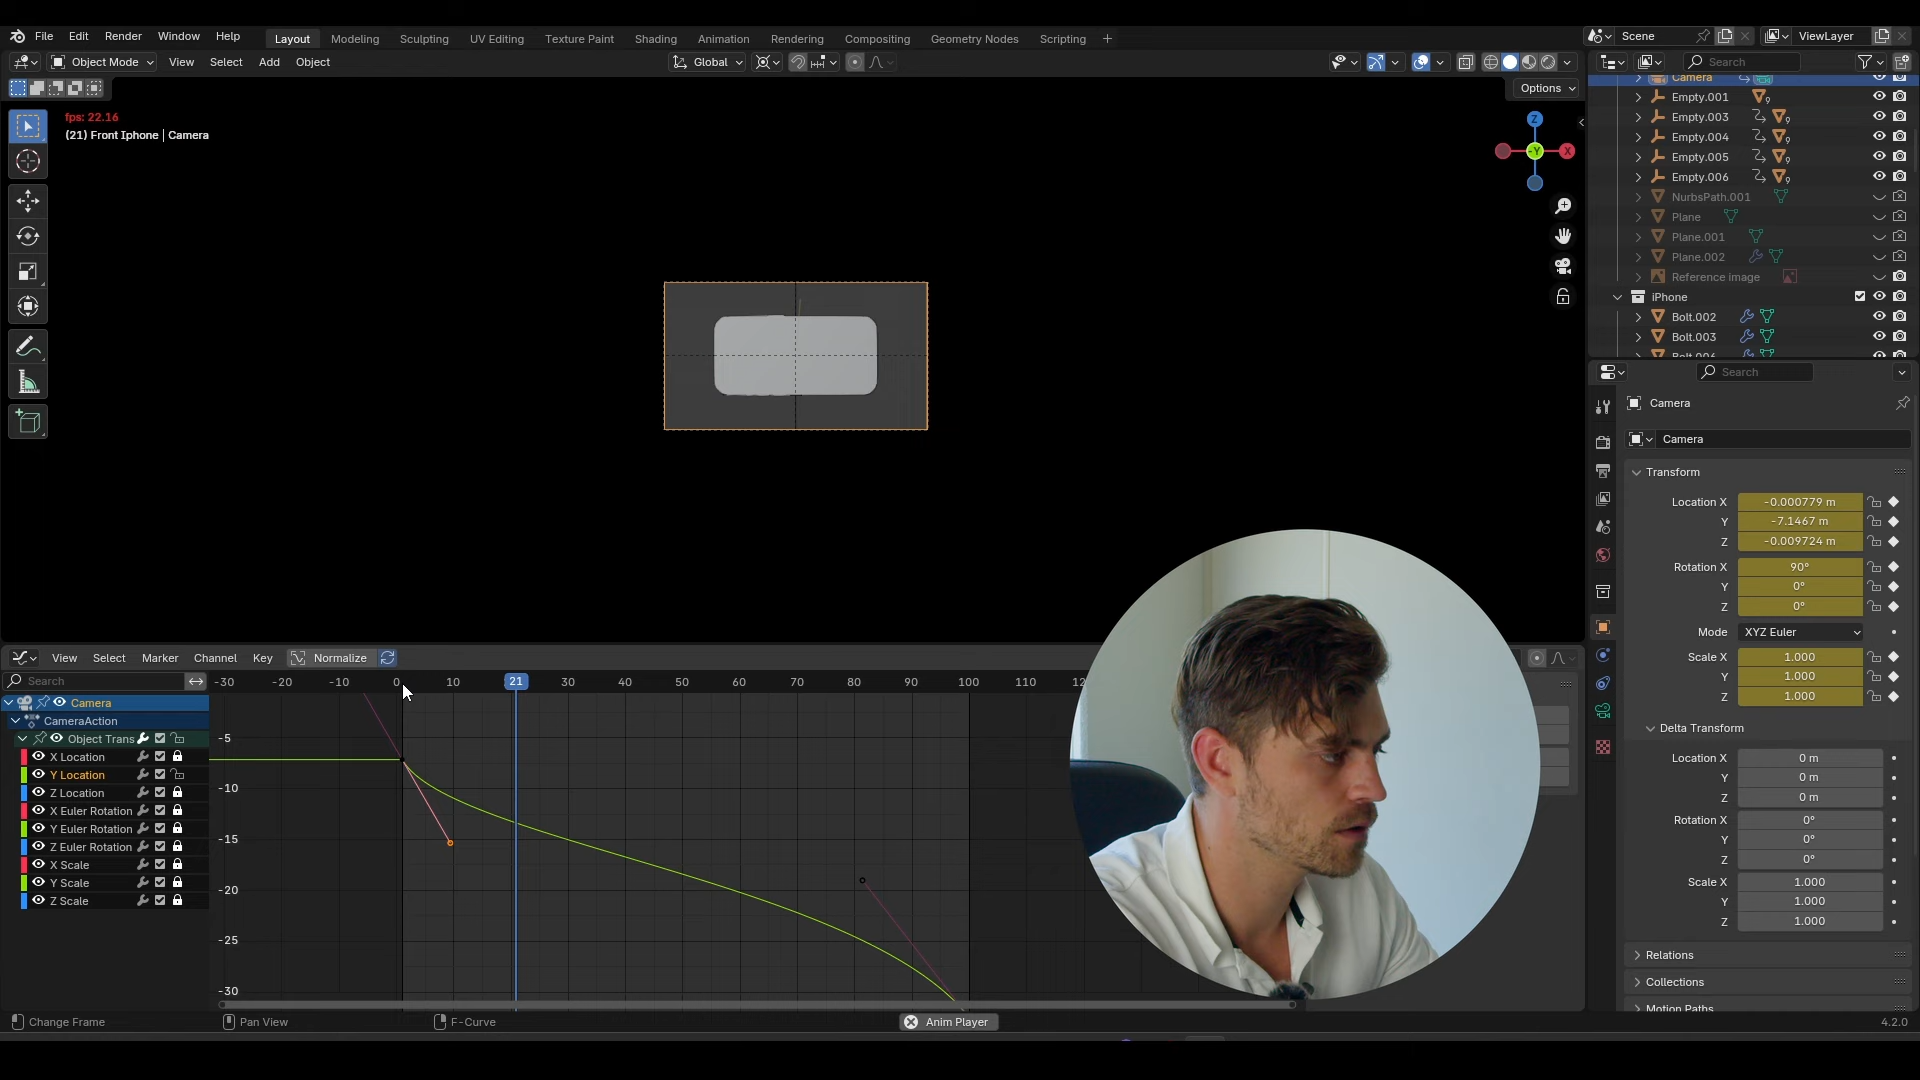 File Edit Render Window Help Layout Modeling Sculpting UV Editing Texture Paint Shading Animation Rendering Compositing Geometry Nodes Scripting + Scene ViewLayer
Object Mode View Select Add Object Global Search
Options
fps: 22.16
(21) Front Iphone | Camera
Z
-Y
X
Camera
Empty.001
Empty.003
Empty.004
Empty.005
Empty.006
NurbsPath.001
Plane
Plane.001
Plane.002
Reference image
iPhone
Bolt.002
Bolt.003
Bolt.006
Search
Camera
Camera
Transform
Location X -0.000779 m
Y -7.1467 m
Z -0.009724 m
Rotation X 90°
Y 0°
Z 0°
Mode XYZ Euler
Scale X 1.000
Y 1.000
Z 1.000
Delta Transform
Location X 0 m
Y 0 m
Z 0 m
Rotation X 0°
Y 0°
Z 0°
Scale X 1.000
Y 1.000
Z 1.000
Relations
Collections
Motion Paths
View Select Marker Channel Key Normalize
Search
-30 -20 -10 0 10 21 30 40 50 60 70 80 90 100 110
Camera
CameraAction
Object Trans
X Location
Y Location
Z Location
X Euler Rotation
Y Euler Rotation
Z Euler Rotation
X Scale
Y Scale
Z Scale
-5
-10
-15
-20
-25
-30
Change Frame Pan View F-Curve Anim Player 4.2.0